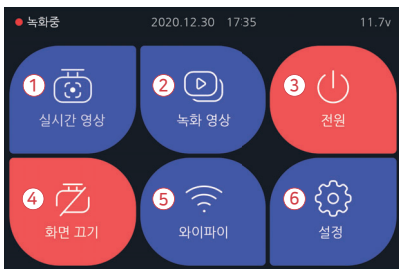 녹화중 2020.12.30 17:35 11.7v
1 2 3
실시간 영상 녹화 영상 전원
4 5 6
화면 끄기 와이파이 설정